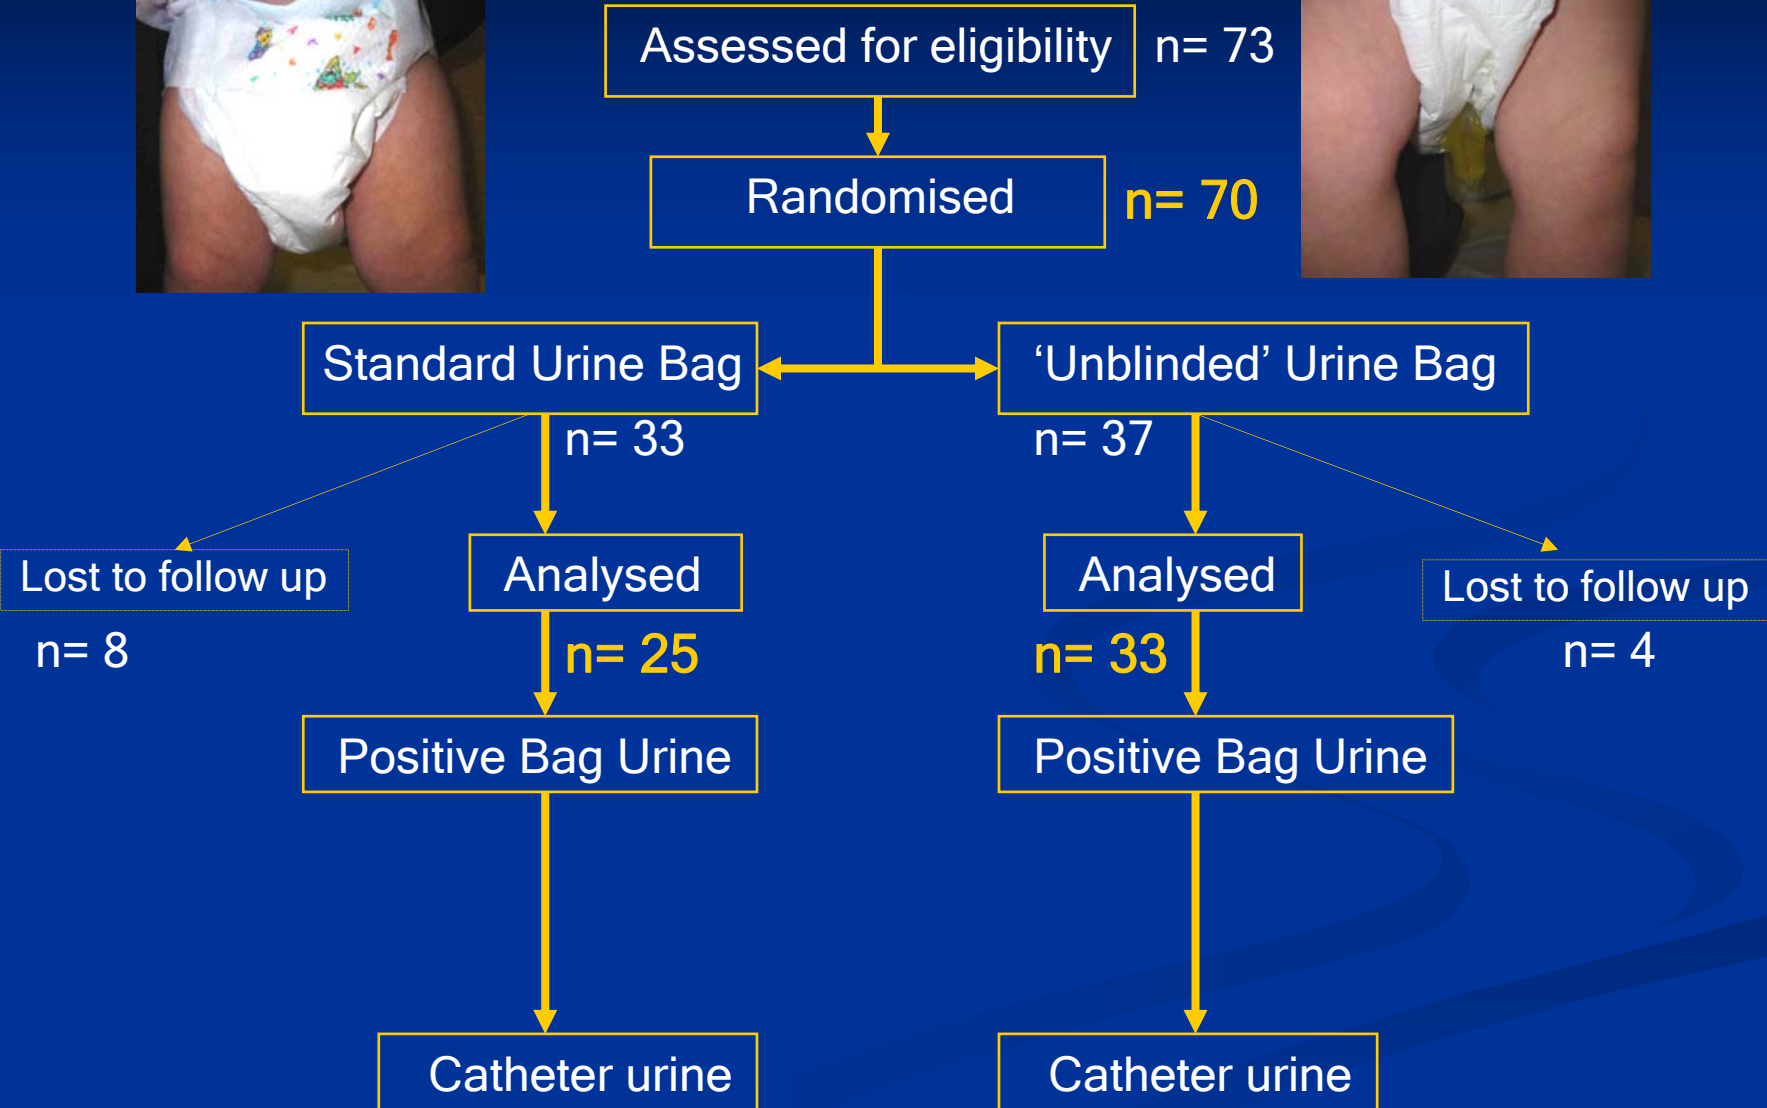 Assessed for eligibility n= 73
Randomised n= 70
Standard Urine Bag ‘Unblinded’ Urine Bag
n= 33 n= 37
Lost to follow up Analysed Analysed Lost to follow up
n= 8 n= 25 n= 33 n= 4
Positive Bag Urine Positive Bag Urine
Catheter urine Catheter urine